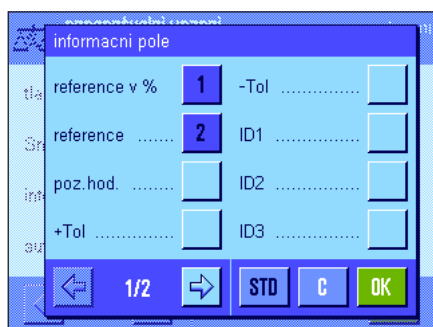 informacni pole
reference v % 1
reference ....... 2
poz.hod. ........
+Tol ..............
-Tol ...............
ID1 ................
ID2 ................
ID3 ................
1/2 STD C OK